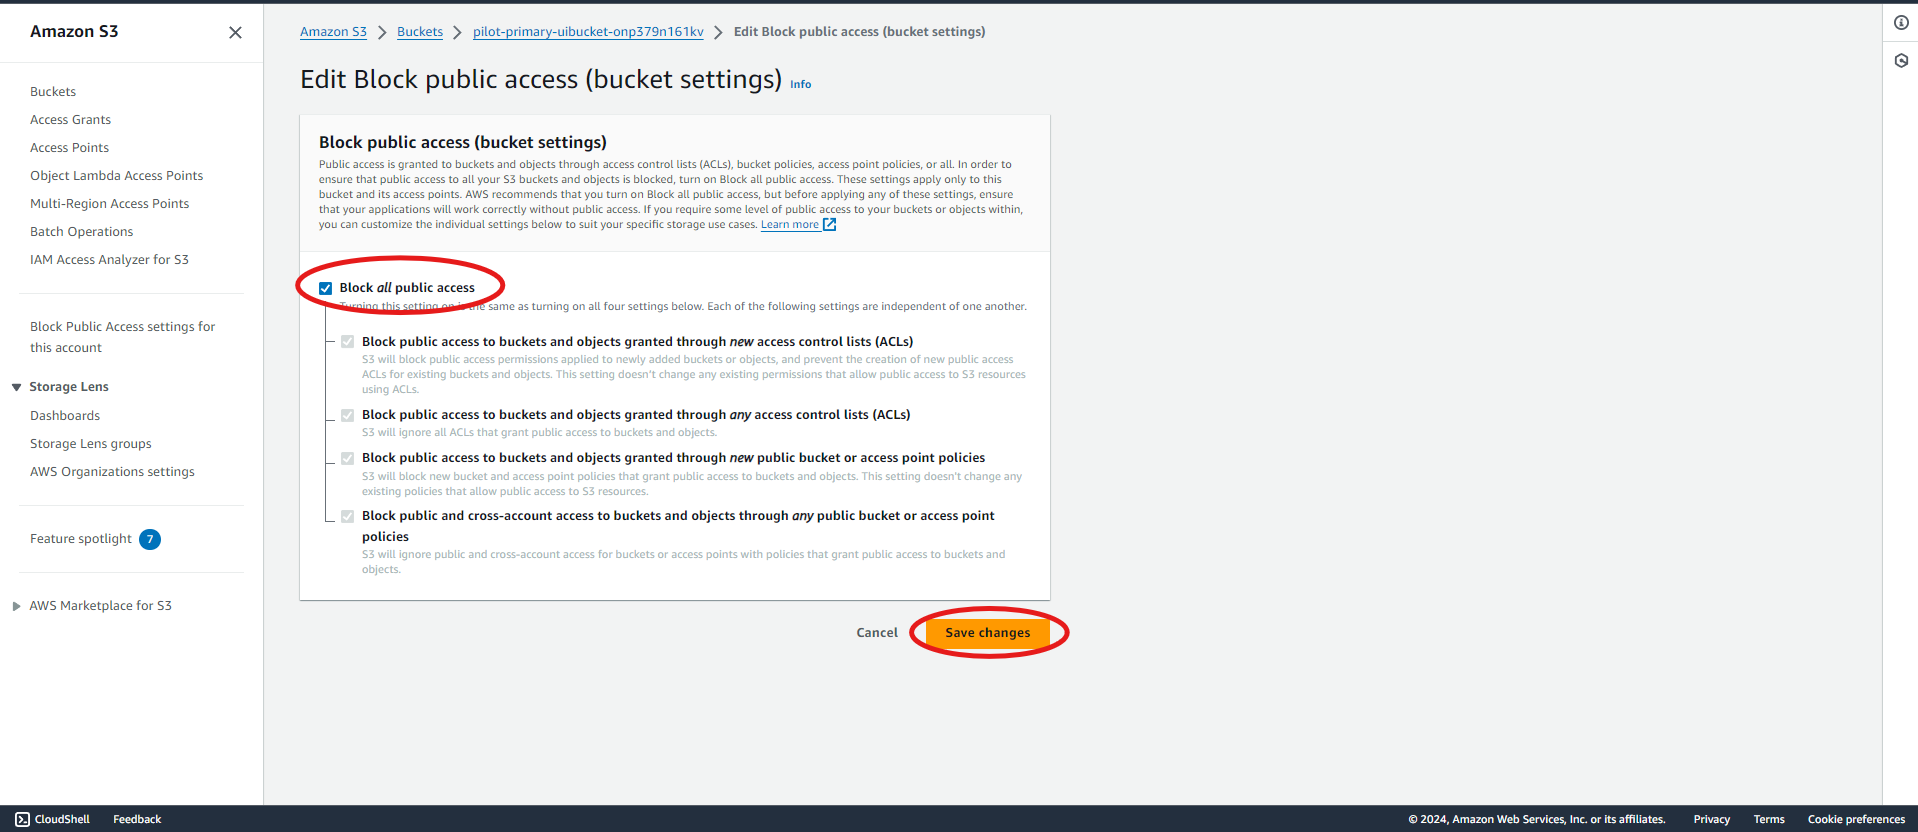 Amazon S3
Buckets
Access Grants
Access Points
Object Lambda Access Points
Multi-Region Access Points
Batch Operations
IAM Access Analyzer for S3
Block Public Access settings for
this account
Storage Lens
Dashboards
Storage Lens groups
AWS Organizations settings
Feature spotlight 7
AWS Marketplace for S3
Amazon S3 Buckets pilot-primary-uibucket-onp379n161kv Edit Block public access (bucket settings)
Edit Block public access (bucket settings) Info
Block public access (bucket settings)
Public access is granted to buckets and objects through access control lists (ACLs), bucket policies, access point policies, or all. In order to
ensure that public access to all your S3 buckets and objects is blocked, turn on Block all public access. These settings apply only to this
bucket and its access points. AWS recommends that you turn on Block all public access, but before applying any of these settings, ensure
that your applications will work correctly without public access. If you require some level of public access to your buckets or objects within,
you can customize the individual settings below to suit your specific storage use cases. Learn more
Block all public access
Turning this setting on is the same as turning on all four settings below. Each of the following settings are independent of one another.
Block public access to buckets and objects granted through new access control lists (ACLs)
S3 will block public access permissions applied to newly added buckets or objects, and prevent the creation of new public access
ACLs for existing buckets and objects. This setting doesn't change any existing permissions that allow public access to S3 resources
using ACLs.
Block public access to buckets and objects granted through any access control lists (ACLs)
S3 will ignore all ACLs that grant public access to buckets and objects.
Block public access to buckets and objects granted through new public bucket or access point policies
S3 will block new bucket and access point policies that grant public access to buckets and objects. This setting doesn't change any
existing policies that allow public access to S3 resources.
Block public and cross-account access to buckets and objects through any public bucket or access point
policies
S3 will ignore public and cross-account access for buckets or access points with policies that grant public access to buckets and
objects.
Cancel Save changes
CloudShell Feedback © 2024, Amazon Web Services, Inc. or its affiliates. Privacy Terms Cookie preferences